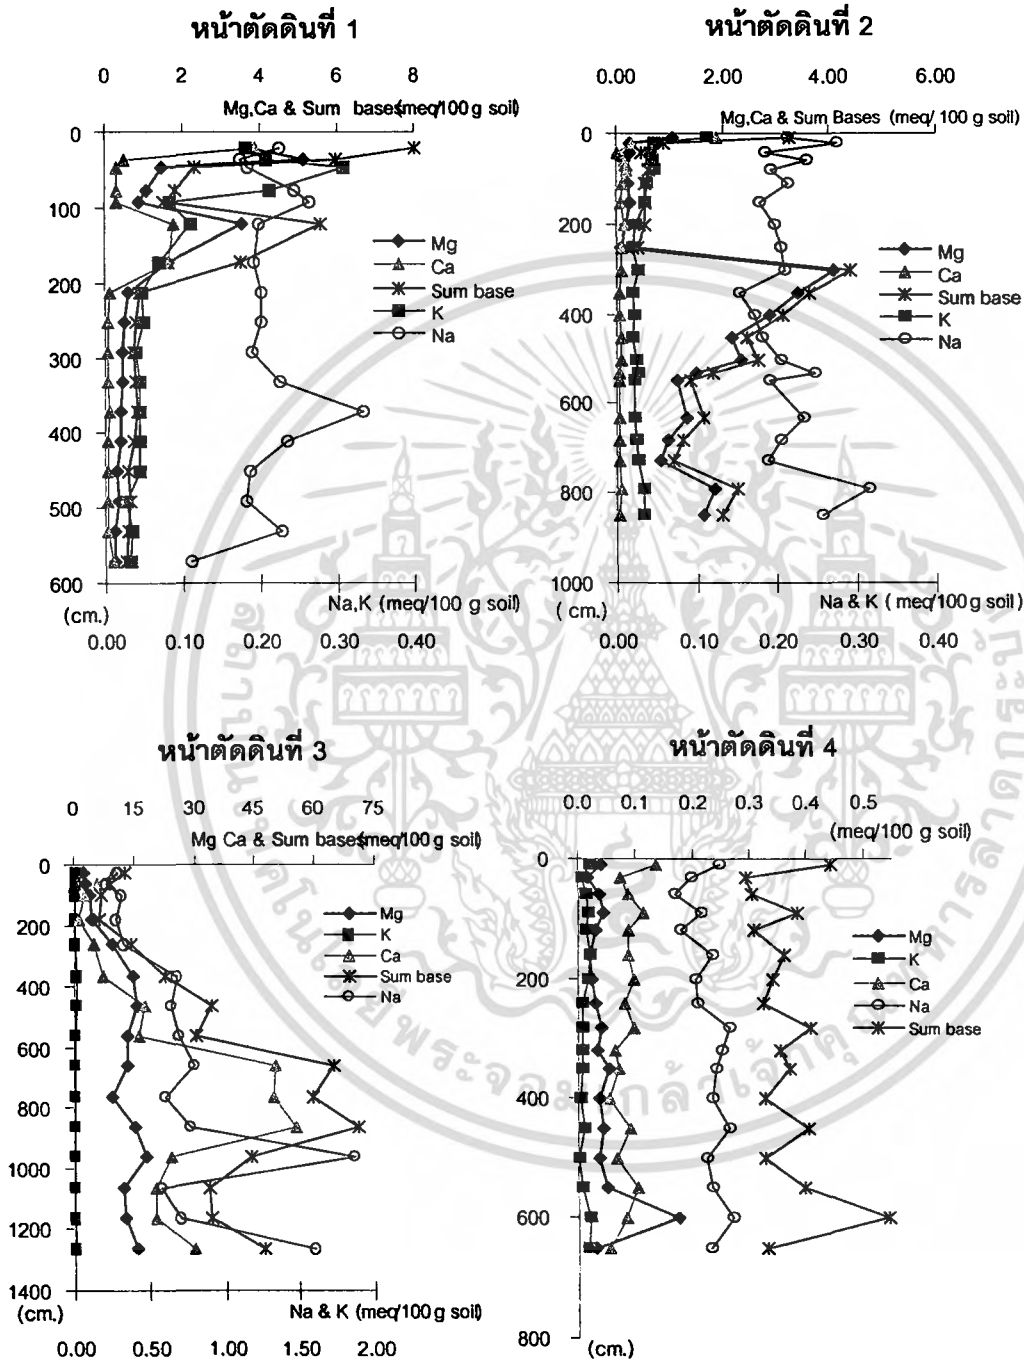 หน้าตัดดินที่ 1
0 2 4 6 8
Mg,Ca & Sum bases(meq/100 g soil)
0
100
200
300
400
500
600
(cm.)
Mg
Ca
Sum base
K
Na
Na,K (meq/100 g soil)
0.00 0.10 0.20 0.30 0.40
หน้าตัดดินที่ 2
0.00 2.00 4.00 6.00
Mg,Ca & Sum Bases (meq/ 100 g soil)
0
200
400
600
800
1000
(cm.)
Mg
Ca
Sum base
K
Na
Na & K (meq/100 g soil)
0.00 0.10 0.20 0.30 0.40
หน้าตัดดินที่ 3
0 15 30 45 60 75
Mg Ca & Sum bases(meq/100 g soil)
0
200
400
600
800
1000
1200
1400
(cm.)
Mg
K
Ca
Sum base
Na
Na & K (meq/100 g soil)
0.00 0.50 1.00 1.50 2.00
หน้าตัดดินที่ 4
0.0 0.1 0.2 0.3 0.4 0.5
(meq/100 g soil)
0
200
400
600
800
(cm.)
Mg
K
Ca
Na
Sum base